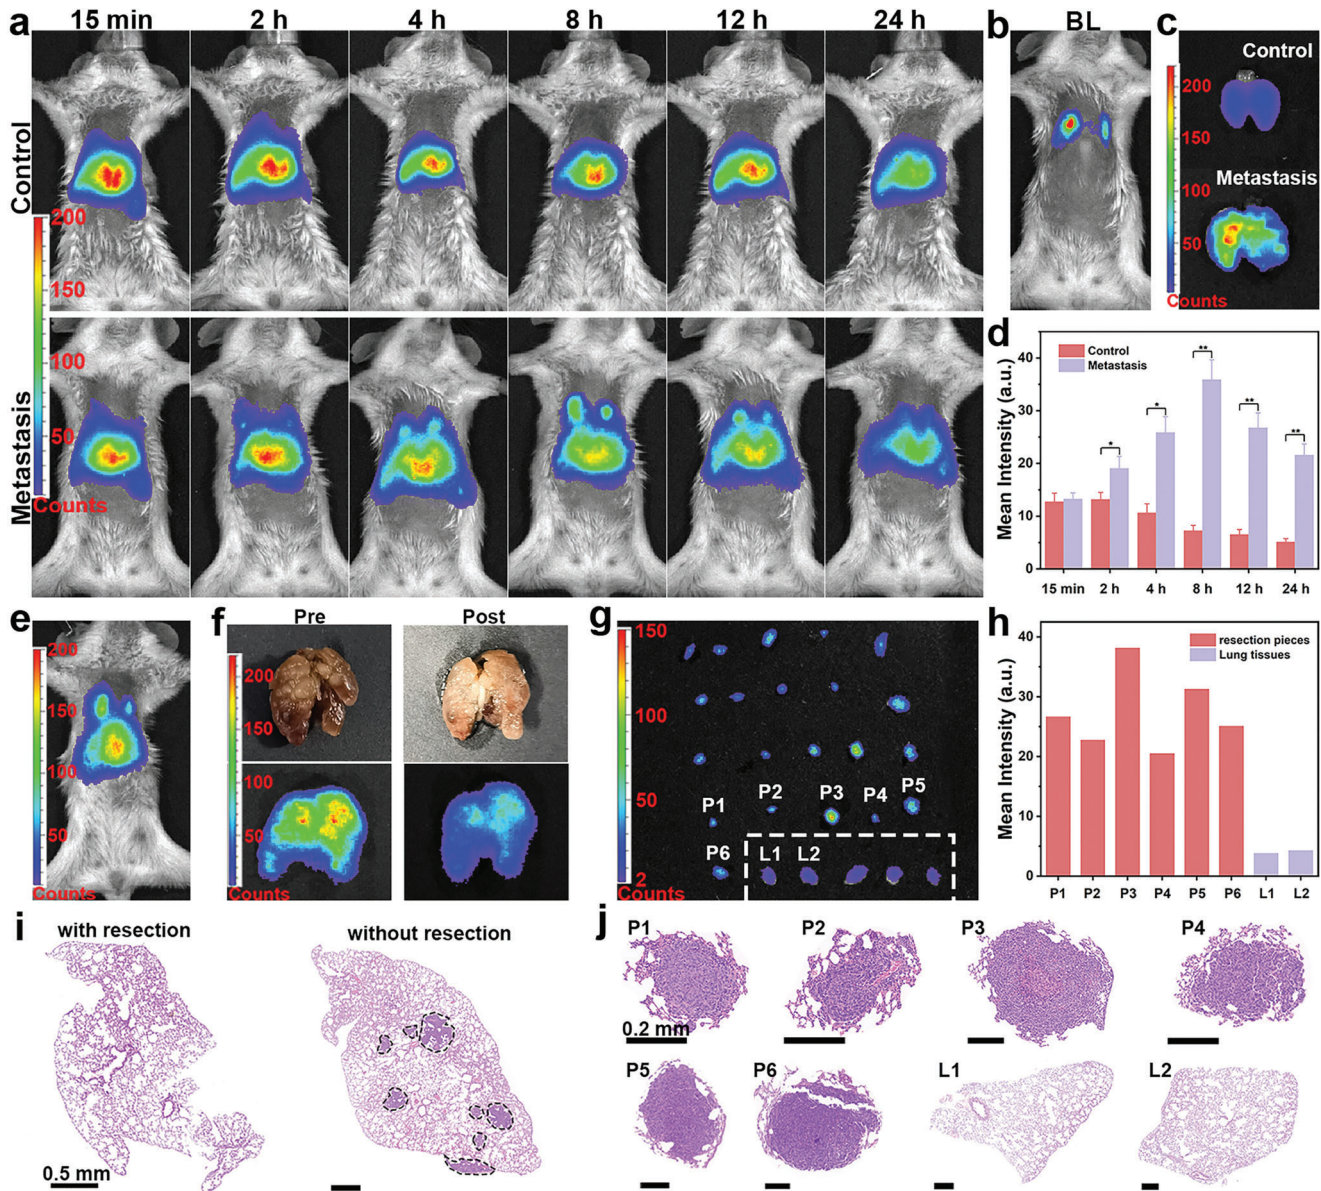 a 15 min 2 h 4 h 8 h 12 h 24 h
Control
Metastasis
200
150
100
50
Counts
b BL
c
Control
Metastasis
200
150
100
50
Counts
d
Control
Metastasis
Mean Intensity (a.u.)
40
30
20
10
0
* * ** ** **
15 min 2 h 4 h 8 h 12 h 24 h
e
200
150
100
50
Counts
f Pre Post
200
150
100
50
Counts
g
150
100
50
2
Counts
P1 P2 P3 P4 P5
P6 L1 L2
h
resection pieces
Lung tissues
Mean Intensity (a.u.)
40
30
20
10
0
P1 P2 P3 P4 P5 P6 L1 L2
i with resection without resection
0.5 mm
j P1 P2 P3 P4
0.2 mm
P5 P6 L1 L2